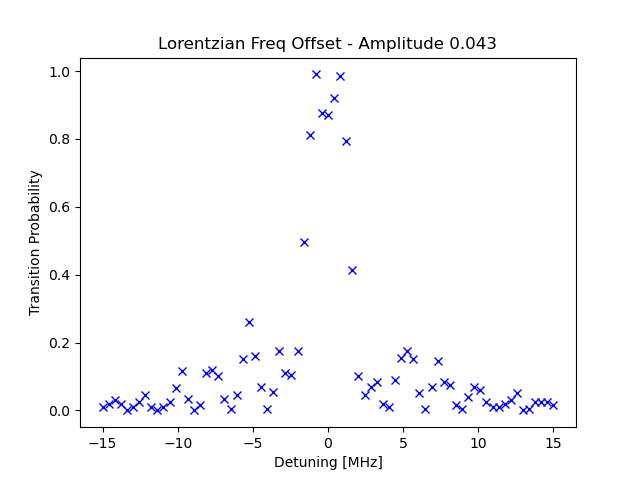 Lorentzian Freq Offset - Amplitude 0.043
1.0
0.8
0.6
0.4
0.2
0.0
Transition Probability
−15 −10 −5 0 5 10 15
Detuning [MHz]